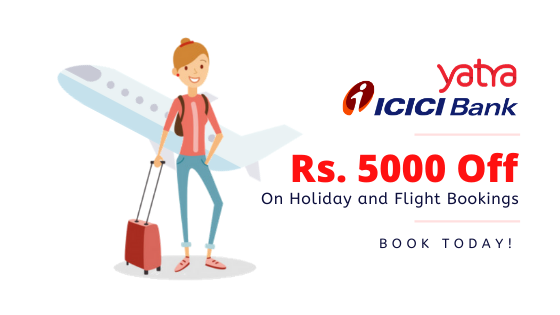 yatra
ICICI Bank
Rs. 5000 Off
On Holiday and Flight Bookings
BOOK TODAY!